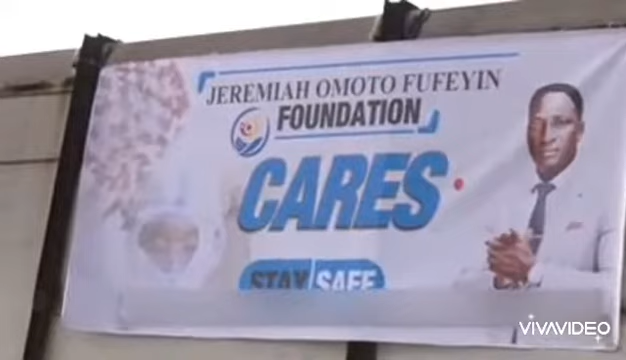 JEREMIAH OMOTO FUFEYIN
FOUNDATION
CARES
STAY SAFE
VIVAVIDEO